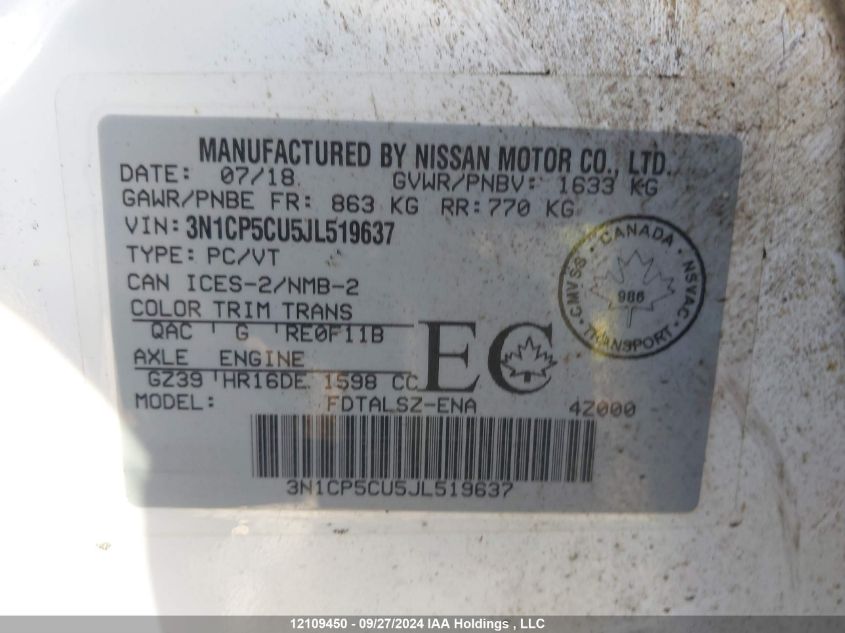 MANUFACTURED BY NISSAN MOTOR CO., LTD.
DATE: 07/18 GVWR/PNBV: 1633 KG
GAWR/PNBE FR: 863 KG RR: 770 KG
VIN: 3N1CP5CU5JL519637
TYPE: PC/VT
CAN ICES-2/NMB-2
COLOR TRIM TRANS
QAC G RE0F11B
AXLE ENGINE
GZ39 HR16DE 1598 CC
EC
MODEL: FDTALSZ-ENA 4Z000
3N1CP5CU5JL519637
CANADA
CMVSS NSVAC
986
TRANSPORT
12109450 - 09/27/2024 IAA Holdings , LLC